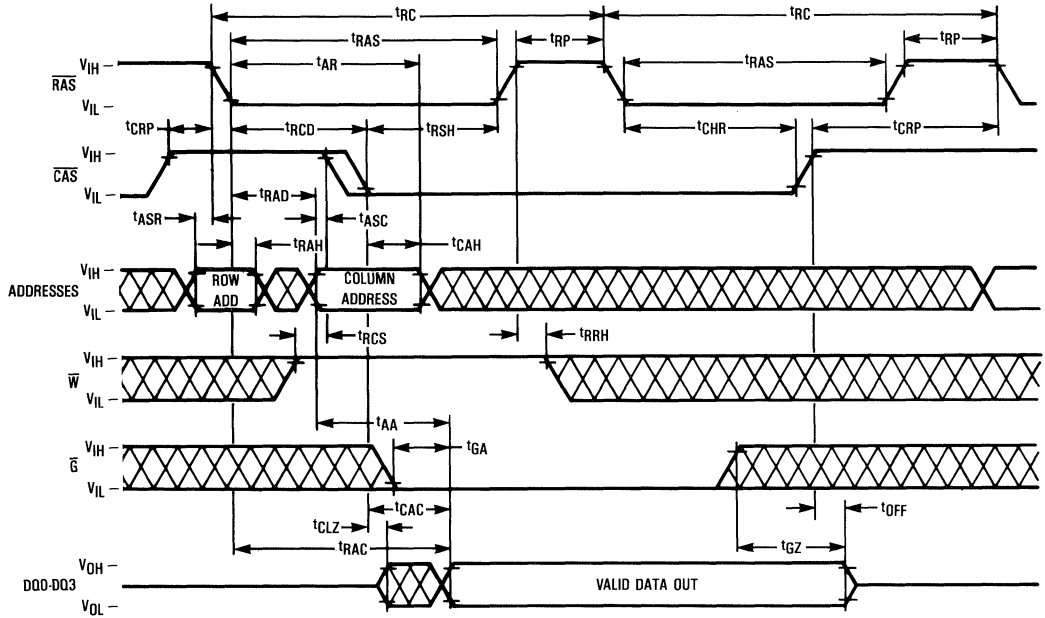 tRC tRC
tRAS tRP tRP
tAR tRAS
VIH
RAS
VIL
tCRP tRCD tRSH tCHR tCRP
VIH
CAS
VIL
tRAD
tASR tASC
tRAH tCAH
VIH
ADDRESSES ROW ADD COLUMN ADDRESS
VIL
tRCS tRRH
VIH
W
VIL
tAA
tGA
VIH
G
VIL
tCAC tOFF
tCLZ
tRAC tGZ
VOH
DQ0-DQ3 VALID DATA OUT
VOL